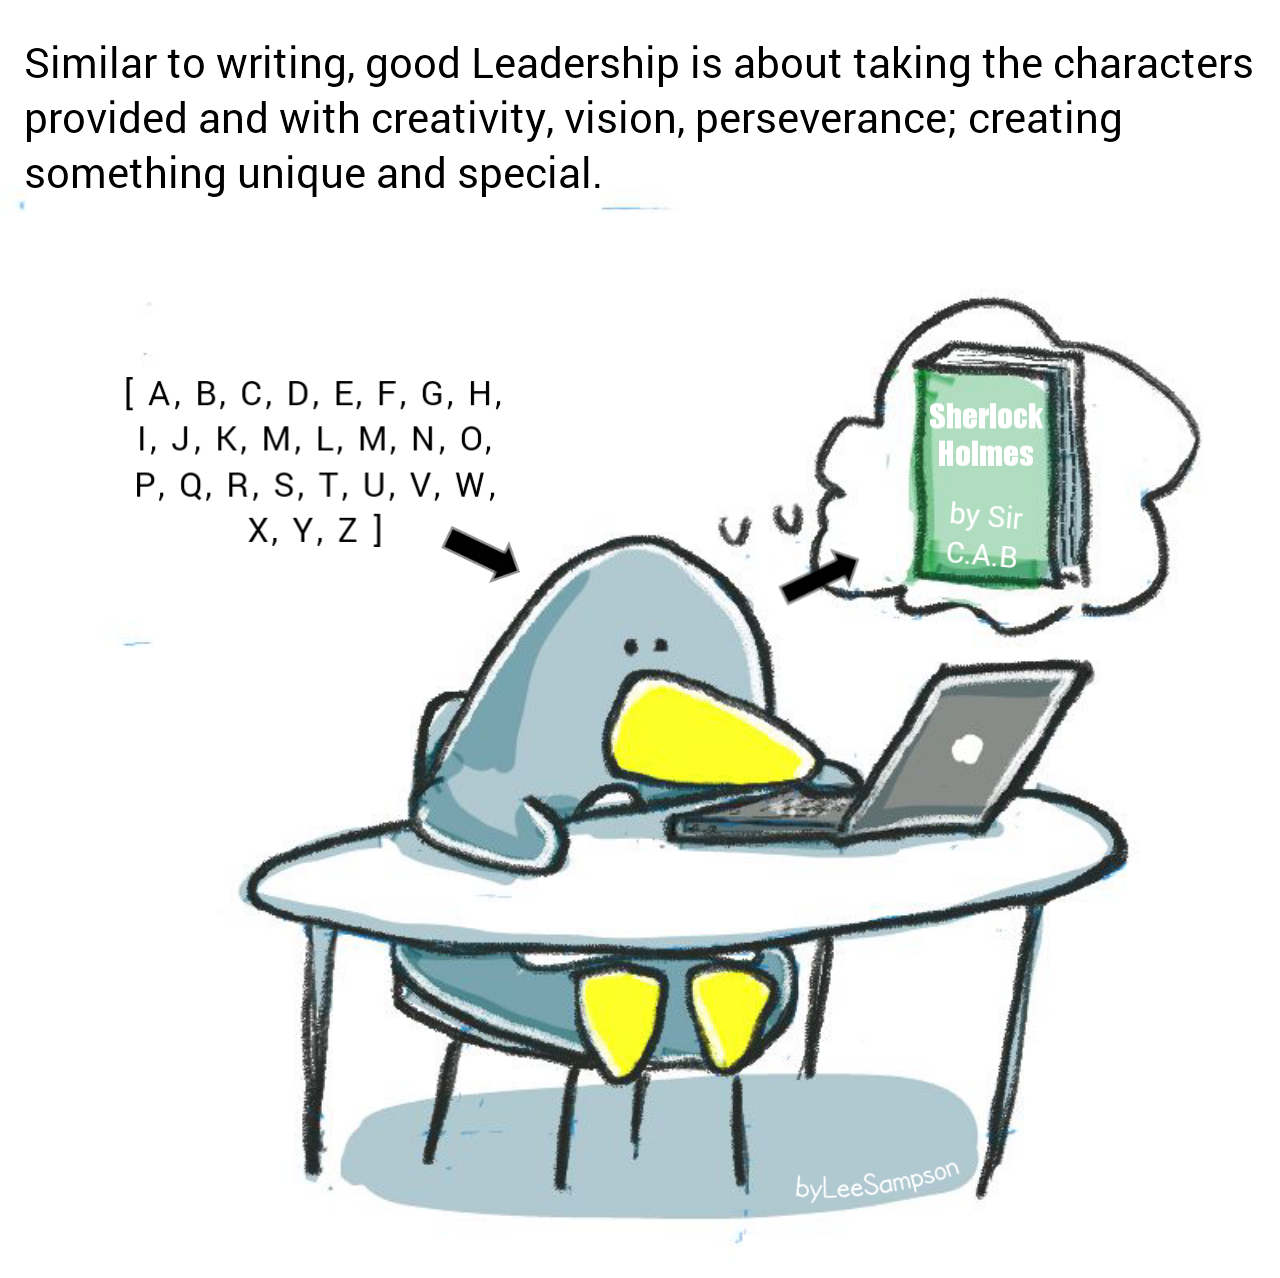 Similar to writing, good Leadership is about taking the characters
provided and with creativity, vision, perseverance; creating
something unique and special.
[ A, B, C, D, E, F, G, H,
I, J, K, M, L, M, N, O,
P, Q, R, S, T, U, V, W,
X, Y, Z ]
Sherlock
Holmes
by Sir
C.A.B
byLeeSampson